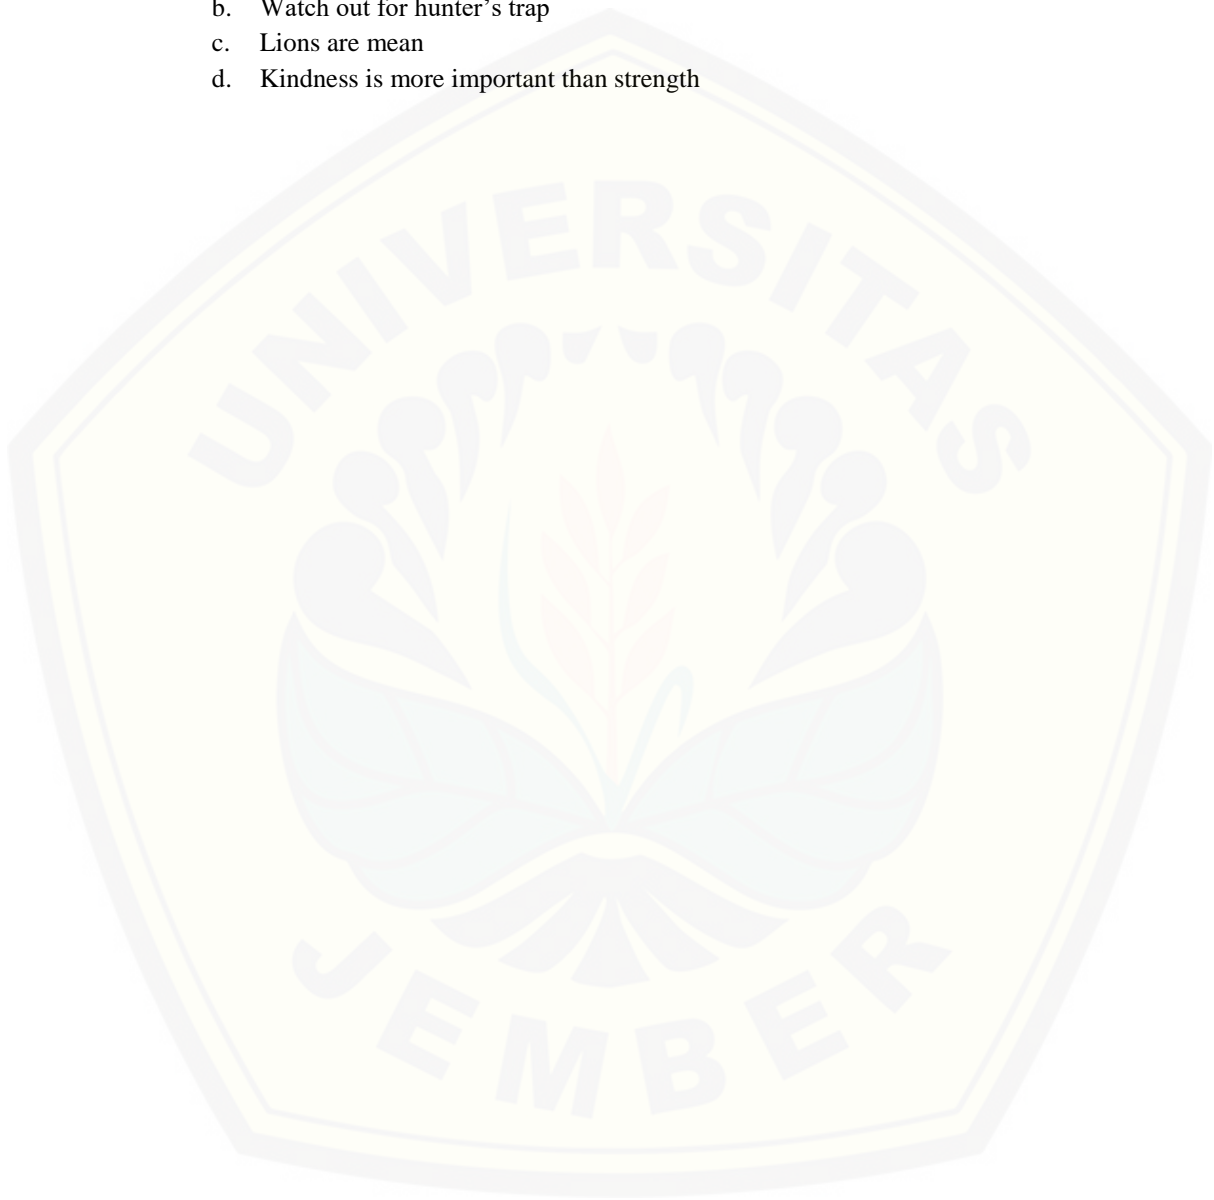 b. Watch out for hunter’s trap
c. Lions are mean
d. Kindness is more important than strength
UNIVERSITAS
JEMBER